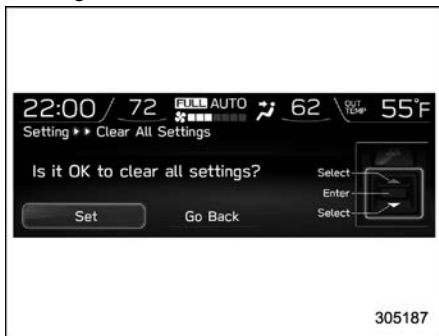 22:00 / 72 FULL AUTO 62 OUT TEMP 55°F
Setting ▸▸ Clear All Settings
Is it OK to clear all settings?
Select
Enter
Select
Set Go Back
305187